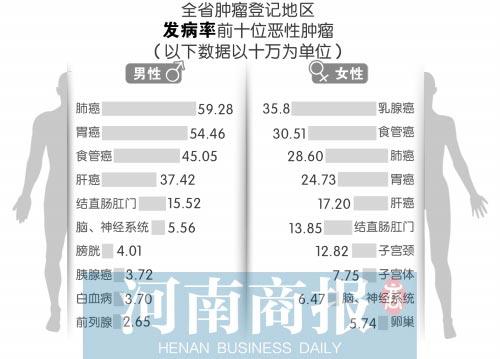 全省肿瘤登记地区
发病率前十位恶性肿瘤
（以下数据以十万为单位）
男性
肺癌 59.28
胃癌 54.46
食管癌 45.05
肝癌 37.42
结直肠肛门 15.52
脑、神经系统 5.56
膀胱 4.01
胰腺癌 3.72
白血病 3.70
前列腺 2.65
女性
35.8 乳腺癌
30.51 食管癌
28.60 肺癌
24.73 胃癌
17.20 肝癌
13.85 结直肠肛门
12.82 子宫颈
7.75 子宫体
6.47 脑、神经系统
5.74 卵巢
河南商报
HENAN BUSINESS DAILY